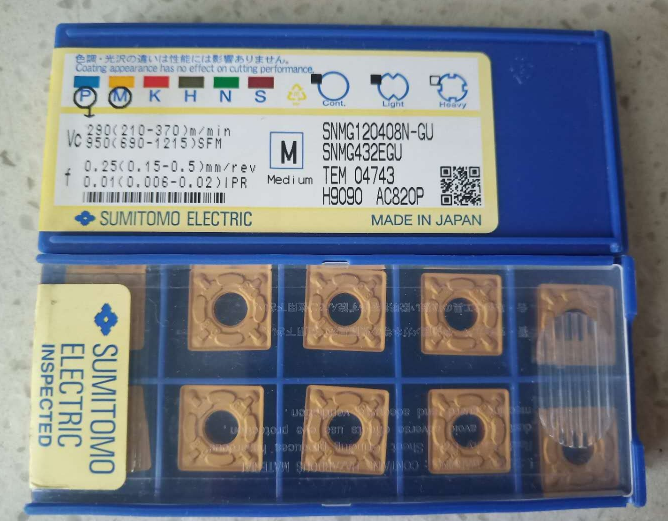 色調・光沢の違いは性能には影響ありません。
Coating appearance has no effect on cutting performance.
P M K H N S
Cont. Light Heavy
Vc 290(210-370)m/min
950(690-1215)SFM
f 0.25(0.15-0.5)mm/rev
0.01(0.006-0.02)IPR
M
Medium
SNMG120408N-GU
SNMG432EGU
TEM 04743
H9090 AC820P
SUMITOMO ELECTRIC
MADE IN JAPAN
SUMITOMO
ELECTRIC
INSPECTED